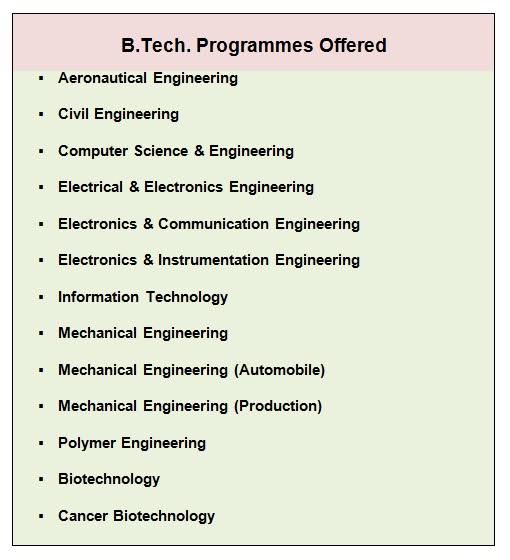 B.Tech. Programmes Offered
▪ Aeronautical Engineering
▪ Civil Engineering
▪ Computer Science & Engineering
▪ Electrical & Electronics Engineering
▪ Electronics & Communication Engineering
▪ Electronics & Instrumentation Engineering
▪ Information Technology
▪ Mechanical Engineering
▪ Mechanical Engineering (Automobile)
▪ Mechanical Engineering (Production)
▪ Polymer Engineering
▪ Biotechnology
▪ Cancer Biotechnology